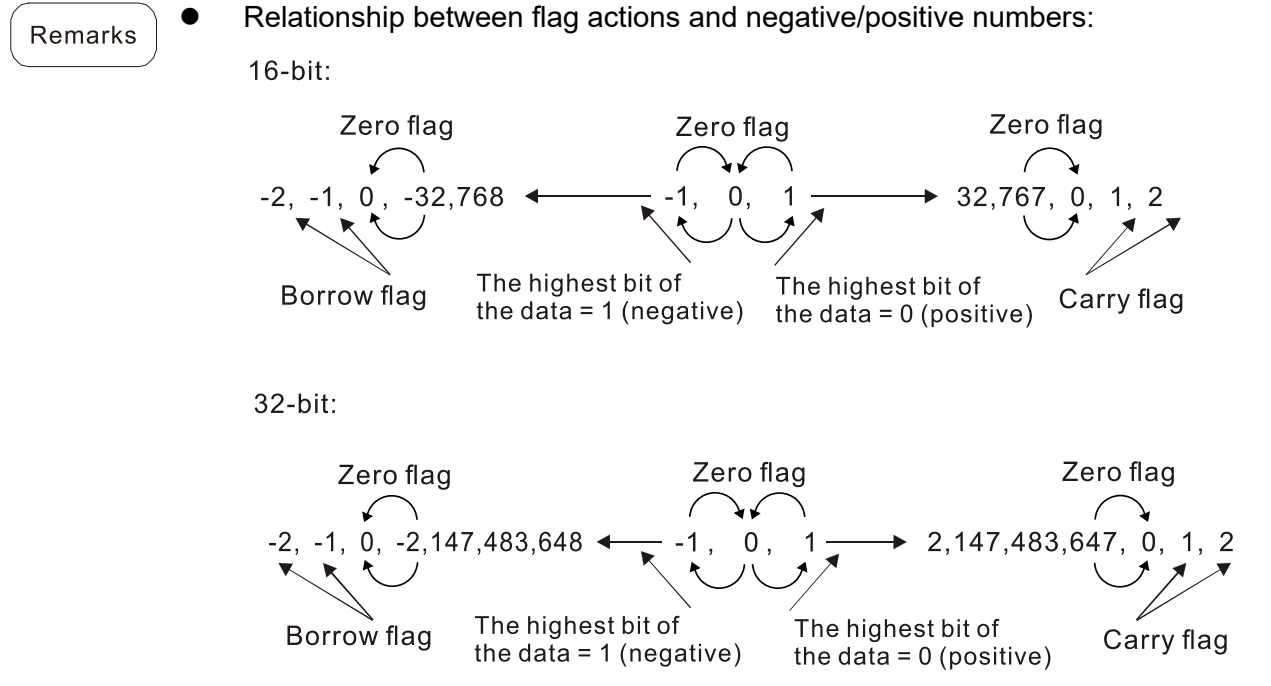 Remarks
● Relationship between flag actions and negative/positive numbers:
16-bit:
Zero flag Zero flag Zero flag
-2, -1, 0, -32,768 -1, 0, 1 32,767, 0, 1, 2
Borrow flag
The highest bit of
the data = 1 (negative)
The highest bit of
the data = 0 (positive)
Carry flag
32-bit:
Zero flag Zero flag Zero flag
-2, -1, 0, -2,147,483,648 -1, 0, 1 2,147,483,647, 0, 1, 2
Borrow flag
The highest bit of
the data = 1 (negative)
The highest bit of
the data = 0 (positive)
Carry flag